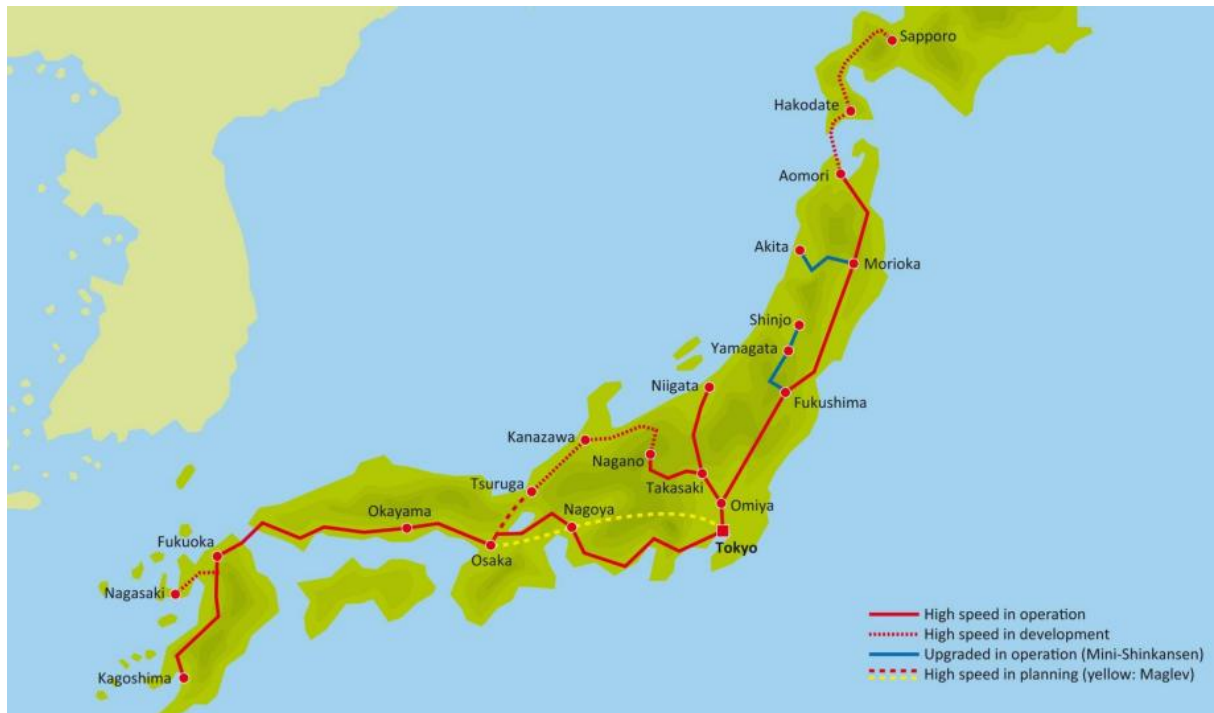 Sapporo
Hakodate
Aomori
Akita
Morioka
Shinjo
Yamagata
Niigata
Fukushima
Kanazawa
Nagano
Takasaki
Tsuruga
Omiya
Okayama
Nagoya
Tokyo
Fukuoka
Osaka
Nagasaki
Kagoshima
High speed in operation
High speed in development
Upgraded in operation (Mini-Shinkansen)
High speed in planning (yellow: Maglev)